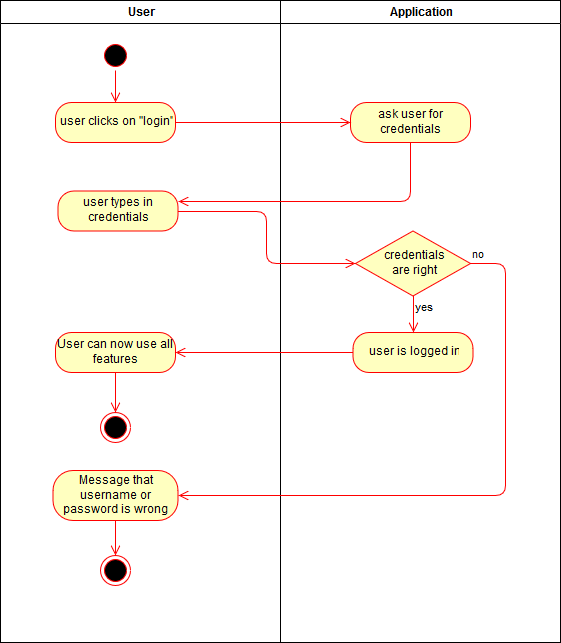 User
Application
user clicks on "login"
ask user for
credentials
user types in
credentials
credentials
are right
no
yes
User can now use all
features
user is logged in
Message that
username or
password is wrong